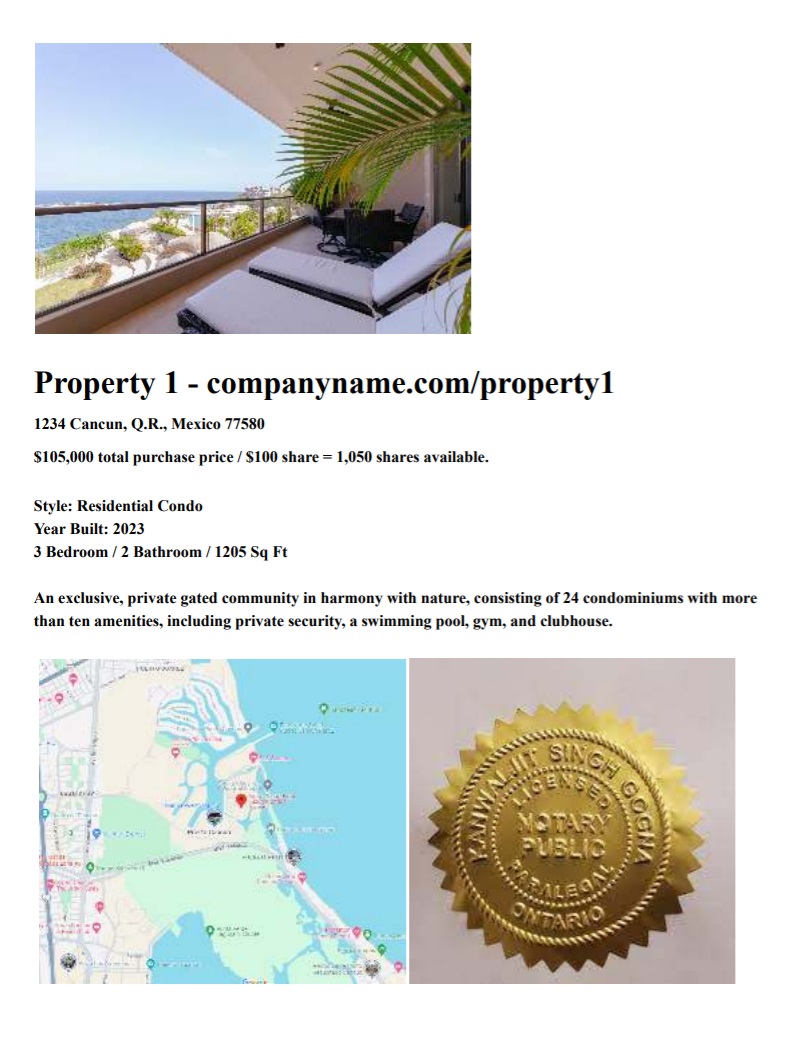 Property 1 - companyname.com/property1
1234 Cancun, Q.R., Mexico 77580
$105,000 total purchase price / $100 share = 1,050 shares available.
Style: Residential Condo
Year Built: 2023
3 Bedroom / 2 Bathroom / 1205 Sq Ft
An exclusive, private gated community in harmony with nature, consisting of 24 condominiums with more
than ten amenities, including private security, a swimming pool, gym, and clubhouse.
KANWALJIT SINGH GOGNA
LICENSED
NOTARY
PUBLIC
PARALEGAL
ONTARIO